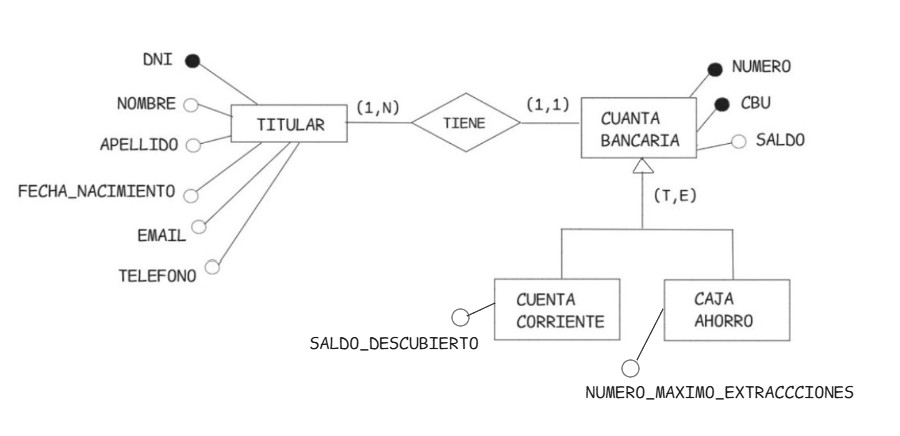 DNI
NOMBRE
APELLIDO
FECHA_NACIMIENTO
EMAIL
TELEFONO
TITULAR
(1,N)
TIENE
(1,1)
CUANTA
BANCARIA
NUMERO
CBU
SALDO
(T,E)
CUENTA
CORRIENTE
SALDO_DESCUBIERTO
CAJA
AHORRO
NUMERO_MAXIMO_EXTRACCCIONES